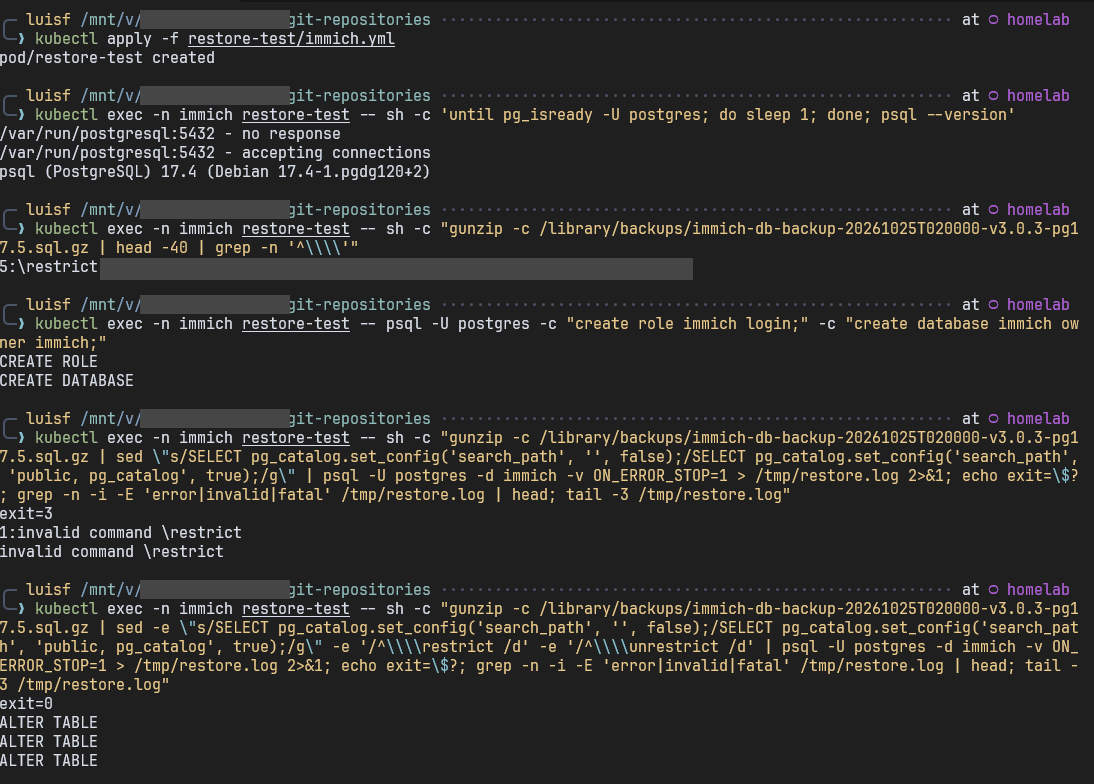 luisf /mnt/v/ git-repositories at homelab
❯ kubectl apply -f restore-test/immich.yml
pod/restore-test created
luisf /mnt/v/ git-repositories at homelab
❯ kubectl exec -n immich restore-test -- sh -c 'until pg_isready -U postgres; do sleep 1; done; psql --version'
/var/run/postgresql:5432 - no response
/var/run/postgresql:5432 - accepting connections
psql (PostgreSQL) 17.4 (Debian 17.4-1.pgdg120+2)
luisf /mnt/v/ git-repositories at homelab
❯ kubectl exec -n immich restore-test -- sh -c "gunzip -c /library/backups/immich-db-backup-20261025T020000-v3.0.3-pg1
7.5.sql.gz | head -40 | grep -n '^\\\\'"
5:\restrict
luisf /mnt/v/ git-repositories at homelab
❯ kubectl exec -n immich restore-test -- psql -U postgres -c "create role immich login;" -c "create database immich ow
ner immich;"
CREATE ROLE
CREATE DATABASE
luisf /mnt/v/ git-repositories at homelab
❯ kubectl exec -n immich restore-test -- sh -c "gunzip -c /library/backups/immich-db-backup-20261025T020000-v3.0.3-pg1
7.5.sql.gz | sed \"s/SELECT pg_catalog.set_config('search_path', '', false);/SELECT pg_catalog.set_config('search_path',
 'public, pg_catalog', true);/g\" | psql -U postgres -d immich -v ON_ERROR_STOP=1 > /tmp/restore.log 2>&1; echo exit=\$?
; grep -n -i -E 'error|invalid|fatal' /tmp/restore.log | head; tail -3 /tmp/restore.log"
exit=3
1:invalid command \restrict
invalid command \restrict
luisf /mnt/v/ git-repositories at homelab
❯ kubectl exec -n immich restore-test -- sh -c "gunzip -c /library/backups/immich-db-backup-20261025T020000-v3.0.3-pg1
7.5.sql.gz | sed -e \"s/SELECT pg_catalog.set_config('search_path', '', false);/SELECT pg_catalog.set_config('search_pat
h', 'public, pg_catalog', true);/g\" -e '/^\\\\restrict /d' -e '/^\\\\unrestrict /d' | psql -U postgres -d immich -v ON_
ERROR_STOP=1 > /tmp/restore.log 2>&1; echo exit=\$?; grep -n -i -E 'error|invalid|fatal' /tmp/restore.log | head; tail -
3 /tmp/restore.log"
exit=0
ALTER TABLE
ALTER TABLE
ALTER TABLE